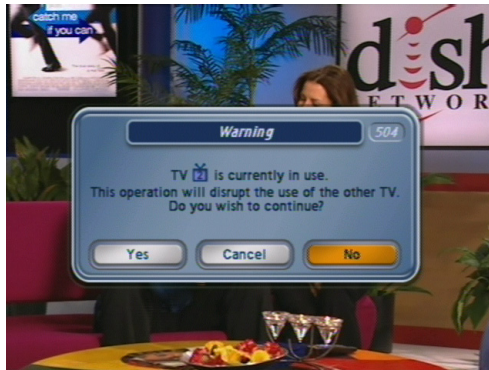 catch me
if you can
dish
NETWOR
Warning
504
TV 2 is currently in use.
This operation will disrupt the use of the other TV.
Do you wish to continue?
Yes
Cancel
No